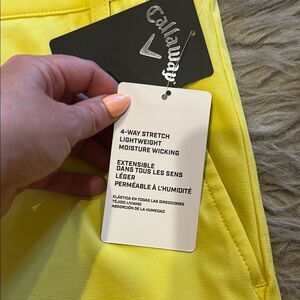 Callaway
4-WAY STRETCH
LIGHTWEIGHT
MOISTURE WICKING
EXTENSIBLE
DANS TOUS LES SENS
LÉGER
PERMÉABLE À L'HUMIDITÉ
ELÁSTICA EN TODAS LAS DIRECCIONES
TEJIDO LIVIANO
ABSORCIÓN DE LA HUMEDAD